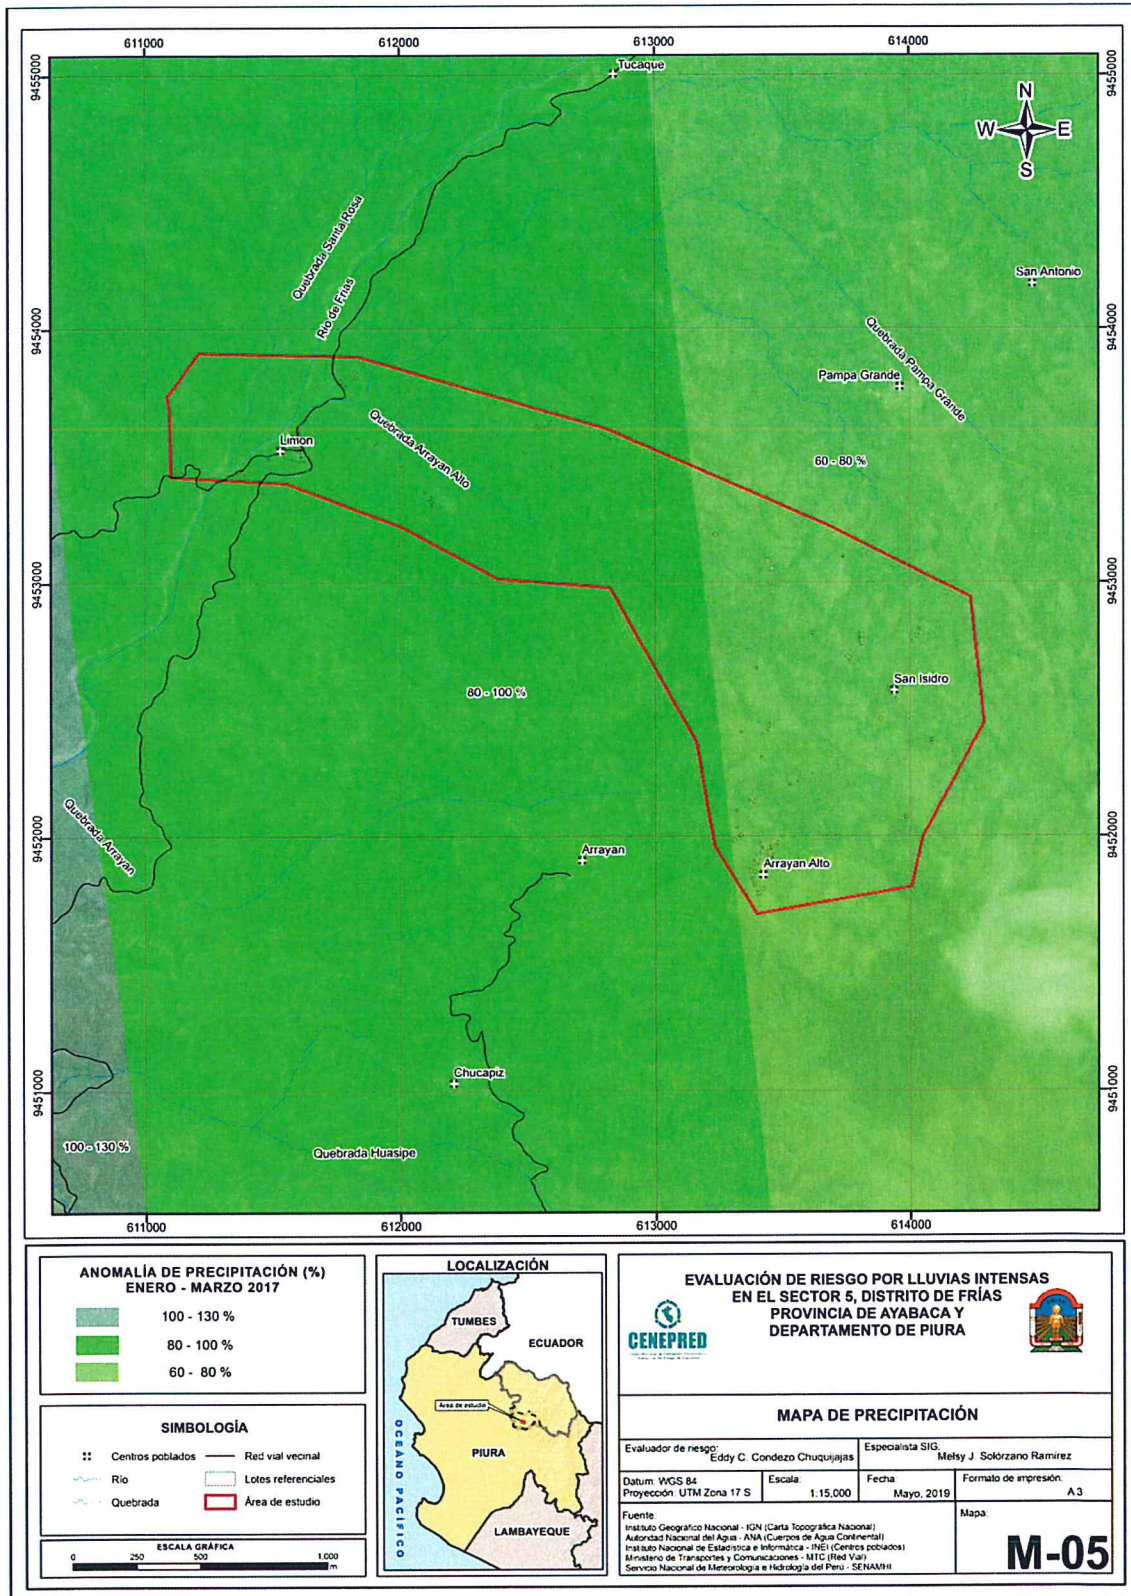 611000
612000
613000
614000
9455000
9455000
Tucaque
N
W
E
S
Quebrada Santa Rosa
Río de Frías
San Antonio
9454000
9454000
Quebrada Pampa Grande
Pampa Grande
Quebrada Arrayan Alto
Limon
60 - 80 %
9453000
9453000
San Isidro
80 - 100 %
Quebrada Arrayan
9452000
9452000
Arrayan
Arrayan Alto
Chucapiz
9451000
9451000
100 - 130 %
Quebrada Huasipe
611000
612000
613000
614000
ANOMALÍA DE PRECIPITACIÓN (%)
ENERO - MARZO 2017
100 - 130 %
80 - 100 %
60 - 80 %
SIMBOLOGÍA
Centros poblados
Red vial vecinal
Río
Lotes referenciales
Quebrada
Área de estudio
ESCALA GRÁFICA
0
250
500
1,000
m
LOCALIZACIÓN
TUMBES
ECUADOR
Área de estudio
PIURA
OCEANO PACÍFICO
LAMBAYEQUE
EVALUACIÓN DE RIESGO POR LLUVIAS INTENSAS
EN EL SECTOR 5, DISTRITO DE FRÍAS
PROVINCIA DE AYABACA Y
DEPARTAMENTO DE PIURA
CENEPRED
MAPA DE PRECIPITACIÓN
Evaluador de riesgo:
Eddy C. Condezo Chuquijajas
Especialista SIG:
Melsy J. Solórzano Ramírez
Datum: WGS 84
Proyección: UTM Zona 17 S
Escala:
1:15,000
Fecha:
Mayo, 2019
Formato de impresión:
A3
Fuente:
Instituto Geográfico Nacional - IGN (Carta Topográfica Nacional)
Autoridad Nacional del Agua - ANA (Cuerpos de Agua Continental)
Instituto Nacional de Estadística e Informática - INEI (Centros poblados)
Ministerio de Transportes y Comunicaciones - MTC (Red Vial)
Servicio Nacional de Meteorología e Hidrología del Perú - SENAMHI
Mapa:
M-05